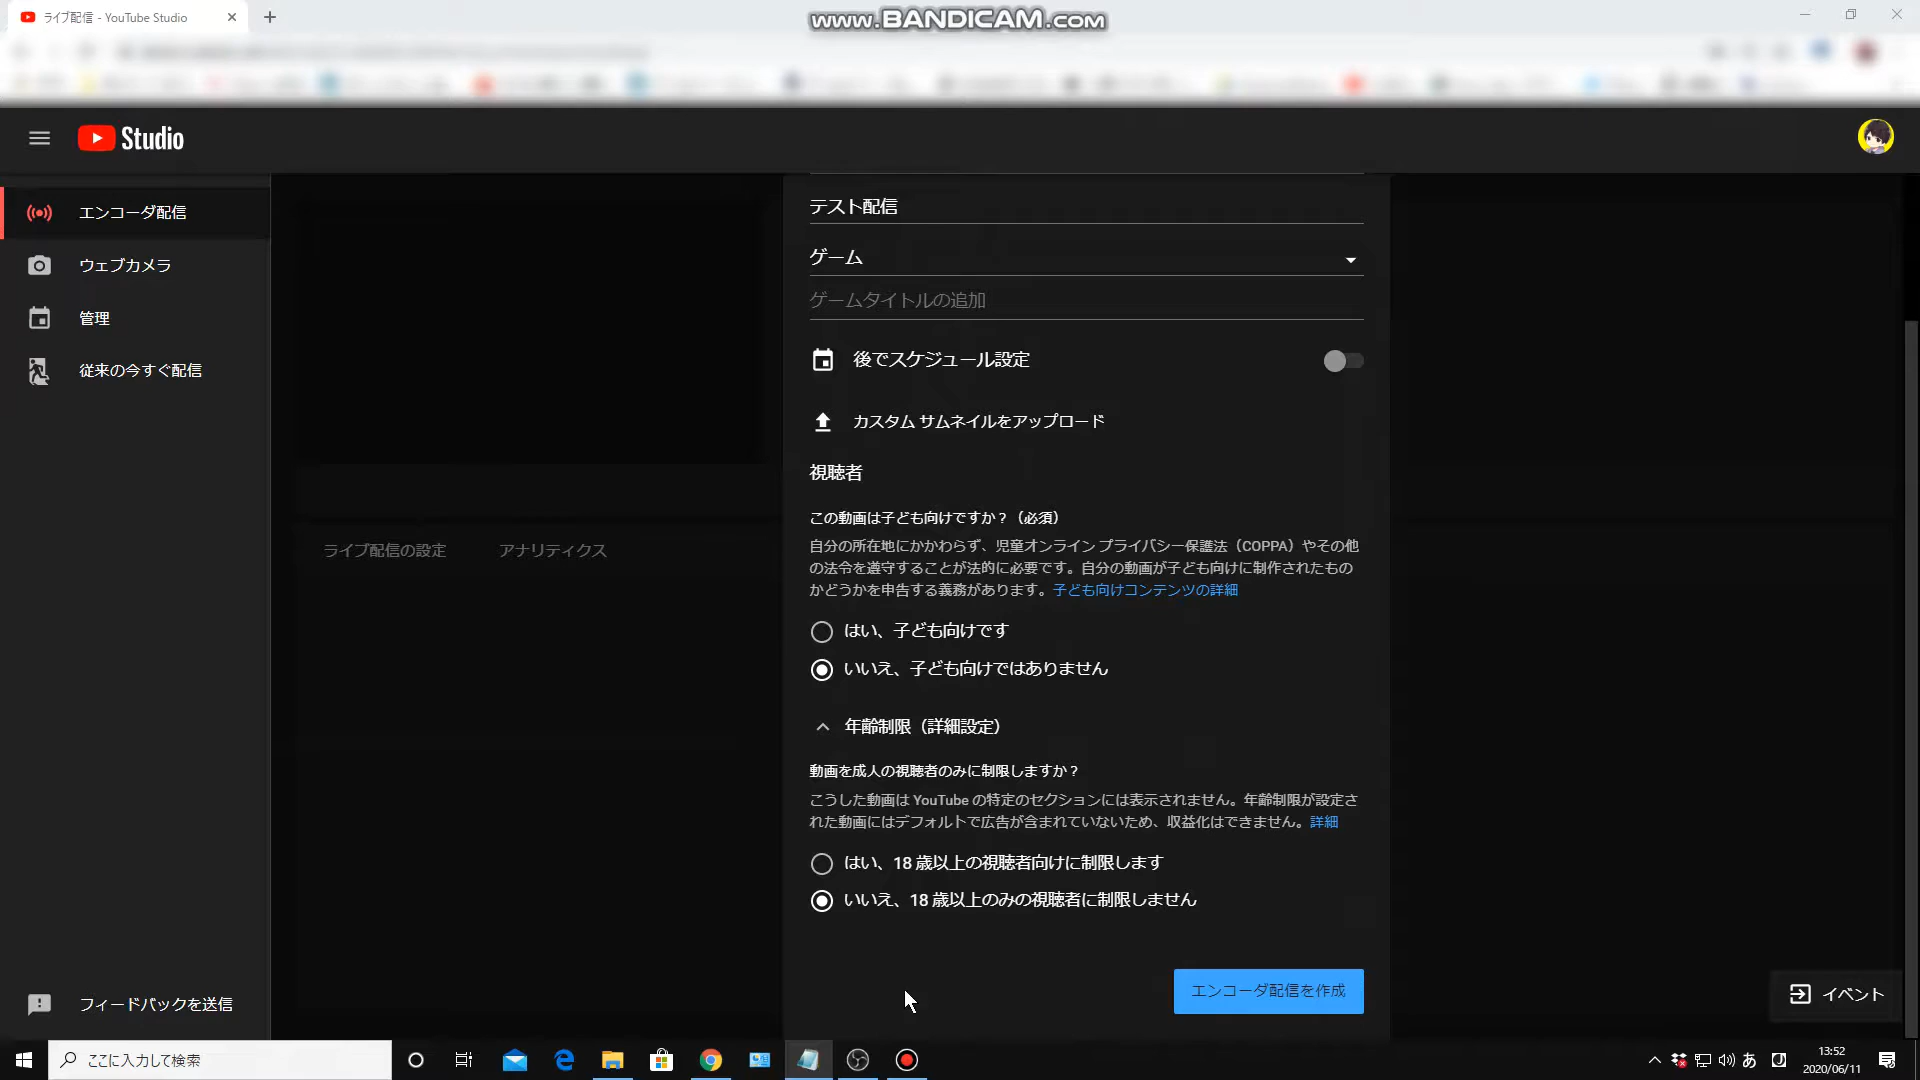 ライブ配信 - YouTube Studio
www.BANDICAM.com
Studio
エンコーダ配信
ウェブカメラ
管理
従来の今すぐ配信
フィードバックを送信
ライブ配信の設定
アナリティクス
テスト配信
ゲーム
ゲームタイトルの追加
後でスケジュール設定
カスタム サムネイルをアップロード
視聴者
この動画は子ども向けですか？（必須）
自分の所在地にかかわらず、児童オンライン プライバシー保護法（COPPA）やその他
の法令を遵守することが法的に必要です。自分の動画が子ども向けに制作されたもの
かどうかを申告する義務があります。子ども向けコンテンツの詳細
はい、子ども向けです
いいえ、子ども向けではありません
年齢制限（詳細設定）
動画を成人の視聴者のみに制限しますか？
こうした動画は YouTube の特定のセクションには表示されません。年齢制限が設定さ
れた動画にはデフォルトで広告が含まれていないため、収益化はできません。詳細
はい、18 歳以上の視聴者向けに制限します
いいえ、18 歳以上のみの視聴者に制限しません
エンコーダ配信を作成
イベント
ここに入力して検索
あ
13:52
2020/06/11